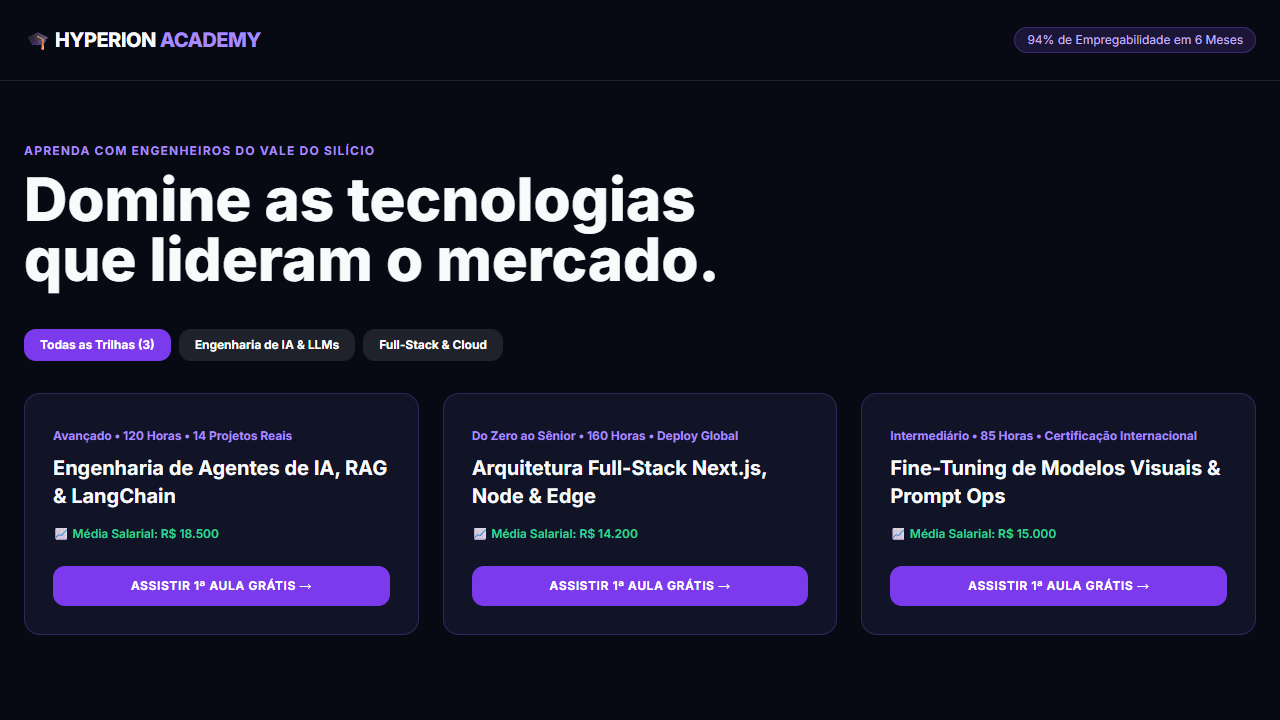 HYPERION ACADEMY
94% de Empregabilidade em 6 Meses
APRENDA COM ENGENHEIROS DO VALE DO SILÍCIO
Domine as tecnologias
que lideram o mercado.
Todas as Trilhas (3)
Engenharia de IA & LLMs
Full-Stack & Cloud
Avançado • 120 Horas • 14 Projetos Reais
Engenharia de Agentes de IA, RAG
& LangChain
Média Salarial: R$ 18.500
ASSISTIR 1ª AULA GRÁTIS →
Do Zero ao Sênior • 160 Horas • Deploy Global
Arquitetura Full-Stack Next.js,
Node & Edge
Média Salarial: R$ 14.200
ASSISTIR 1ª AULA GRÁTIS →
Intermediário • 85 Horas • Certificação Internacional
Fine-Tuning de Modelos Visuais &
Prompt Ops
Média Salarial: R$ 15.000
ASSISTIR 1ª AULA GRÁTIS →